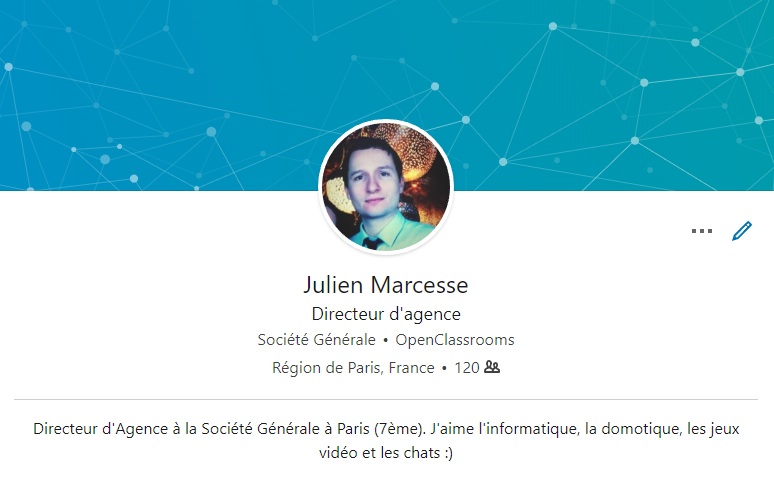 Julien Marcesse
Directeur d'agence
Société Générale • OpenClassrooms
Région de Paris, France • 120
Directeur d'Agence à la Société Générale à Paris (7ème). J'aime l'informatique, la domotique, les jeux
vidéo et les chats :)